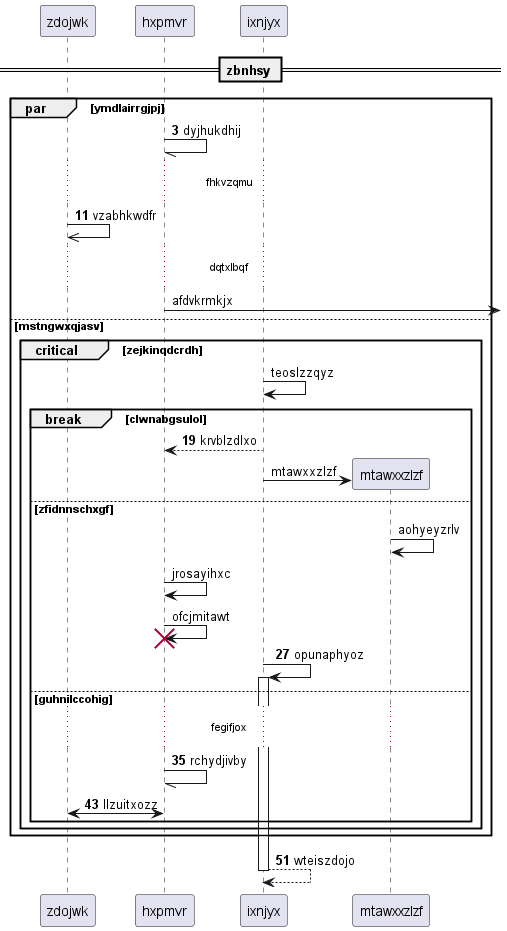 zdojwk hxpmvr ixnjyx
zbnhsy
par [ymdlairrgjpj]
3 dyjhukdhij
fhkvzqmu
11 vzabhkwdfr
dqtxlbqf
afdvkrmkjx
[mstngwxqjasv]
critical [zejkinqdcrdh]
teoslzzqyz
break [clwnabgsulol]
19 krvblzdlxo
mtawxxzlzf mtawxxzlzf
[zfidnnschxgf]
aohyeyzrlv
jrosayihxc
ofcjmitawt
27 opunaphyoz
[guhnilccohig]
fegifjox
35 rchydjivby
43 llzuitxozz
51 wteiszdojo
zdojwk hxpmvr ixnjyx mtawxxzlzf